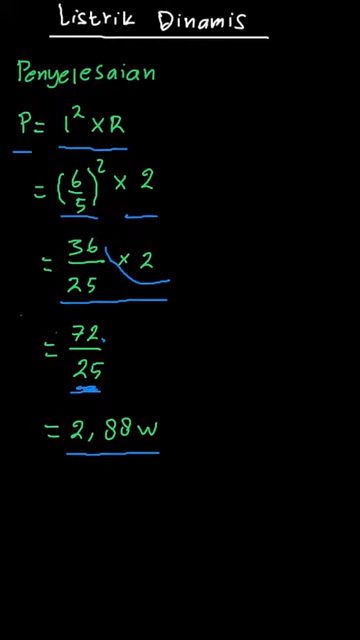 Listrik Dinamis
Penyelesaian
P = I² × R
= (6/5)² × 2
= 36/25 × 2
= 72/25
= 2,88 W